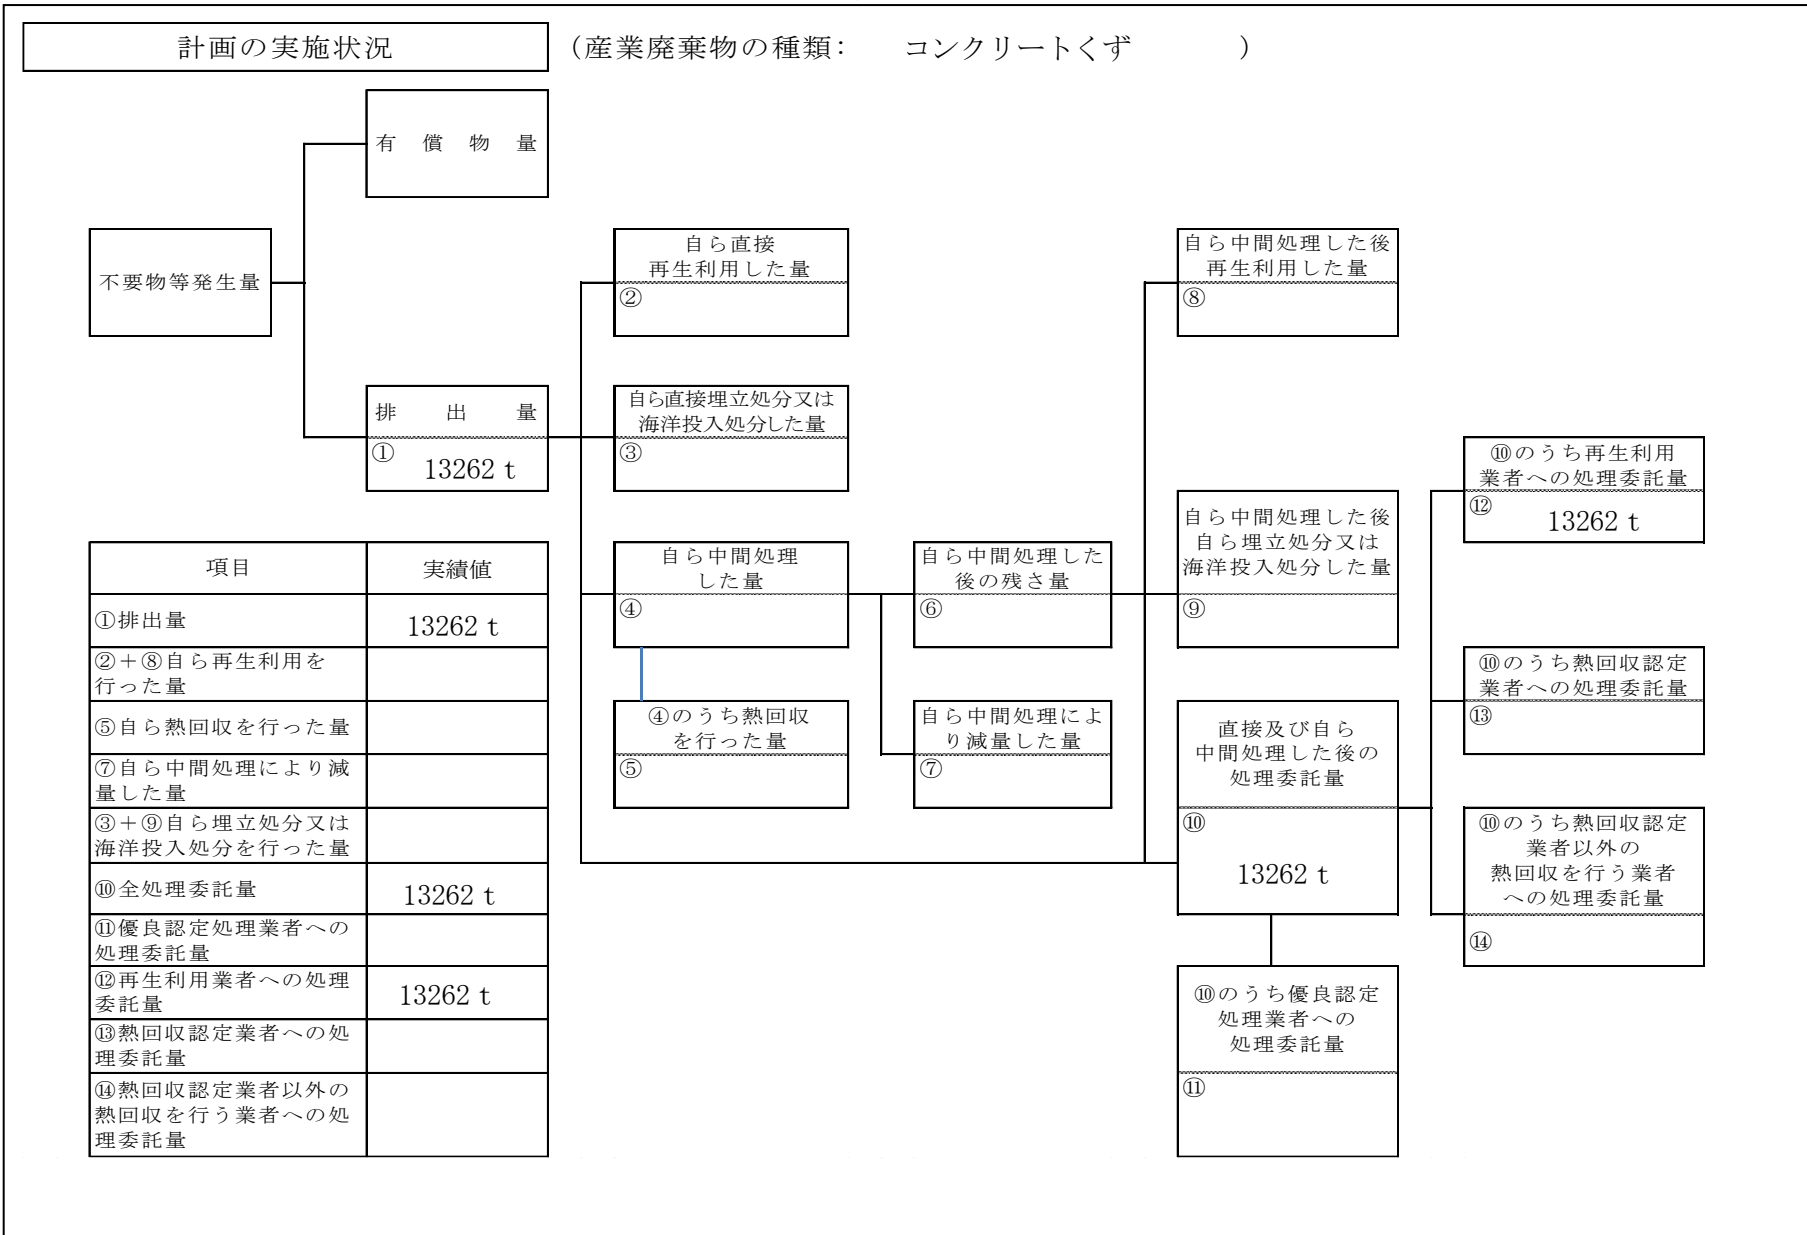 計画の実施状況 (産業廃棄物の種類: コンクリートくず )
有償物量
不要物等発生量
排出量
①
13262 t
自ら直接
再生利用した量
②
自ら直接埋立処分又は
海洋投入処分した量
③
自ら中間処理
した量
④
④のうち熱回収
を行った量
⑤
自ら中間処理した
後の残さ量
⑥
自ら中間処理によ
り減量した量
⑦
自ら中間処理した後
再生利用した量
⑧
自ら中間処理した後
自ら埋立処分又は
海洋投入処分した量
⑨
直接及び自ら
中間処理した後の
処理委託量
⑩
13262 t
⑩のうち優良認定
処理業者への
処理委託量
⑪
⑩のうち再生利用
業者への処理委託量
⑫
13262 t
⑩のうち熱回収認定
業者への処理委託量
⑬
⑩のうち熱回収認定
業者以外の
熱回収を行う業者
への処理委託量
⑭
項目 実績値
①排出量 13262 t
②+⑧自ら再生利用を
行った量
⑤自ら熱回収を行った量
⑦自ら中間処理により減
量した量
③+⑨自ら埋立処分又は
海洋投入処分を行った量
⑩全処理委託量 13262 t
⑪優良認定処理業者への
処理委託量
⑫再生利用業者への処理
委託量 13262 t
⑬熱回収認定業者への処
理委託量
⑭熱回収認定業者以外の
熱回収を行う業者への処
理委託量